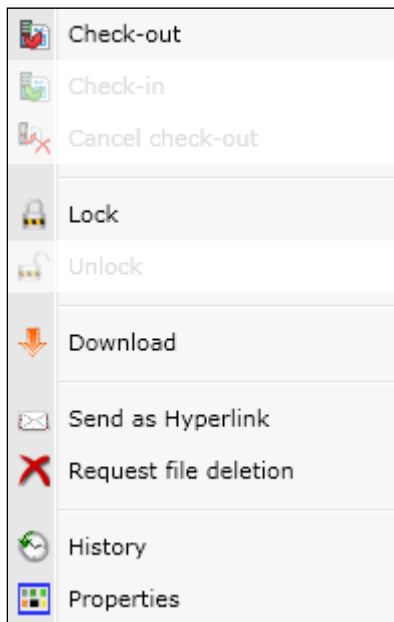 Check-out
Check-in
Cancel check-out
Lock
Unlock
Download
Send as Hyperlink
Request file deletion
History
Properties